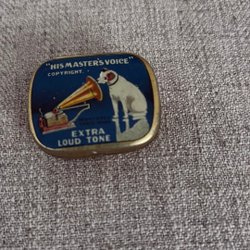 "HIS MASTER'S VOICE"
COPYRIGHT.
EXTRA
LOUD TONE